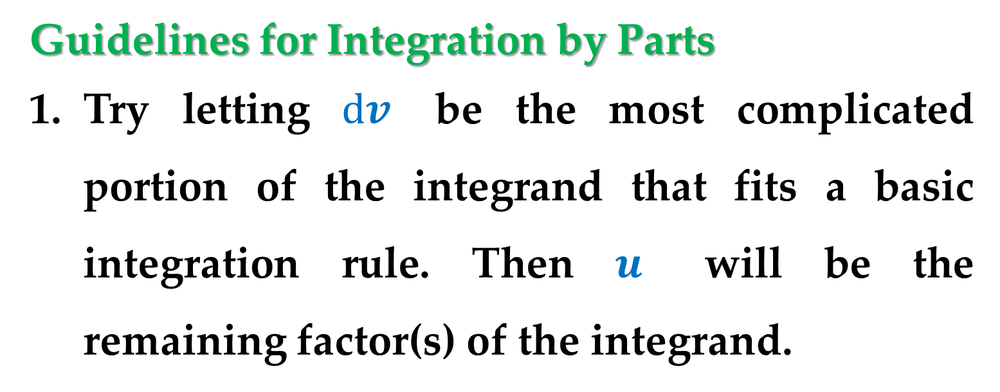 Guidelines for Integration by Parts
1. Try letting dv be the most complicated
portion of the integrand that fits a basic
integration rule. Then u will be the
remaining factor(s) of the integrand.